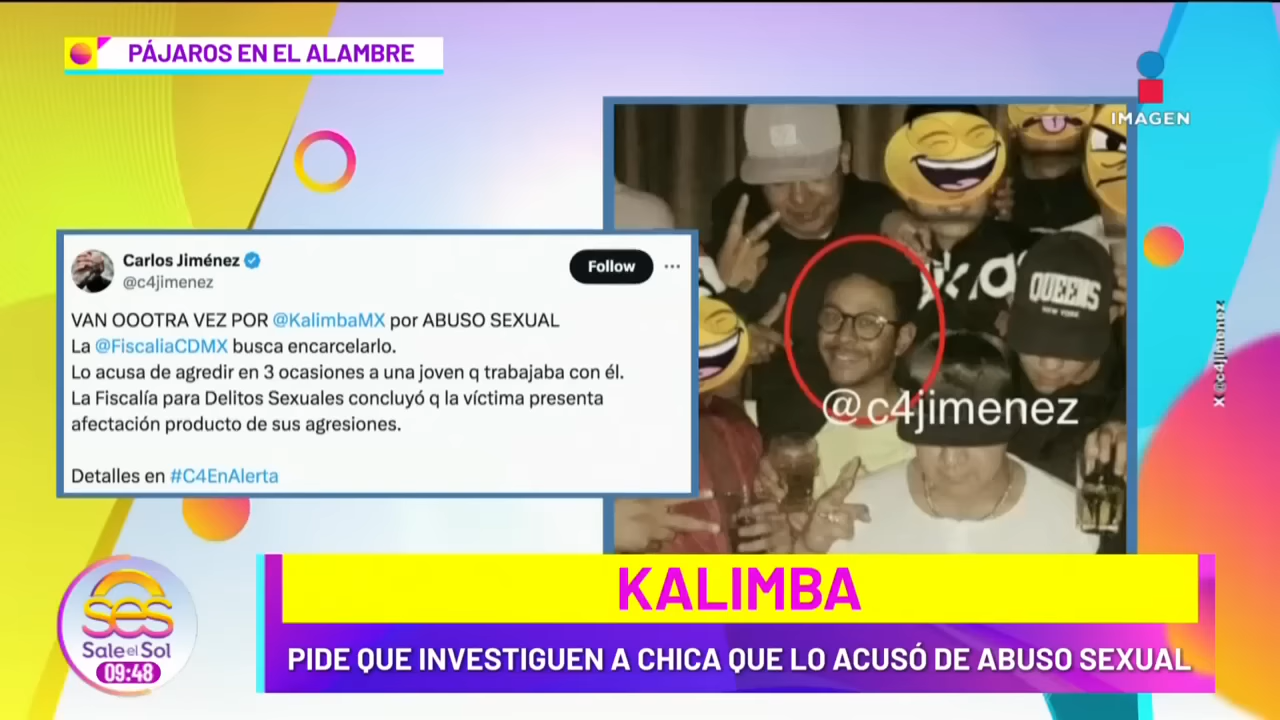 PÁJAROS EN EL ALAMBRE
IMAGEN
Carlos Jiménez
@c4jimenez
Follow
VAN OOOTRA VEZ POR @KalimbaMX por ABUSO SEXUAL
La @FiscaliaCDMX busca encarcelarlo.
Lo acusa de agredir en 3 ocasiones a una joven q trabajaba con él.
La Fiscalía para Delitos Sexuales concluyó q la víctima presenta
afectación producto de sus agresiones.
Detalles en #C4EnAlerta
QUEENS
NEW YORK
@c4jimenez
X @c4jimenez
KALIMBA
PIDE QUE INVESTIGUEN A CHICA QUE LO ACUSÓ DE ABUSO SEXUAL
ses
Sale el Sol
09:48